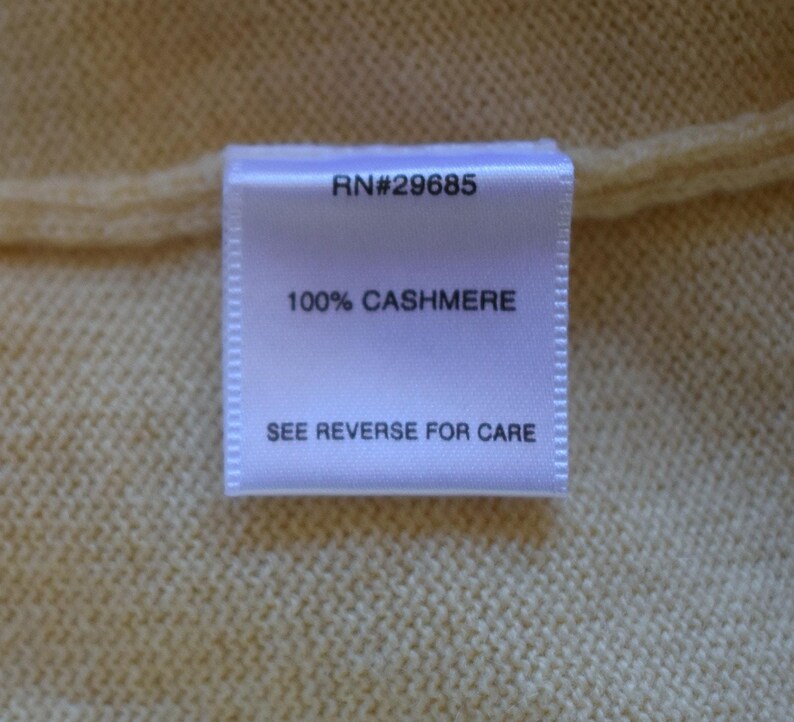 RN#29685
100% CASHMERE
SEE REVERSE FOR CARE